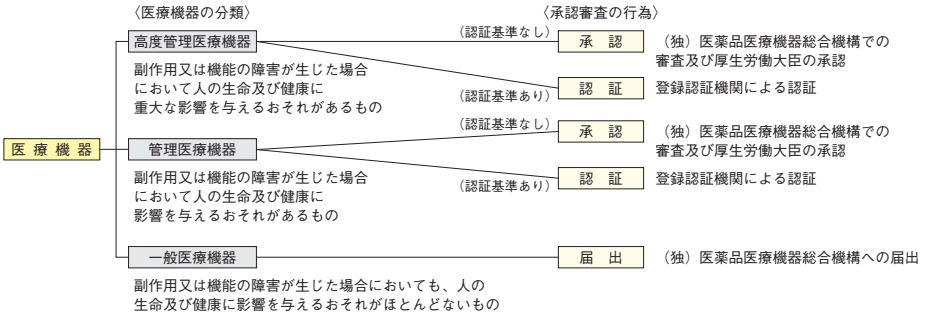 〈医療機器の分類〉
〈承認審査の行為〉
医療機器
高度管理医療機器
副作用又は機能の障害が生じた場合
において人の生命及び健康に
重大な影響を与えるおそれがあるもの
（認証基準なし）
承認
（独）医薬品医療機器総合機構での
審査及び厚生労働大臣の承認
（認証基準あり）
認証
登録認証機関による認証
管理医療機器
副作用又は機能の障害が生じた場合
において人の生命及び健康に
影響を与えるおそれがあるもの
（認証基準なし）
承認
（独）医薬品医療機器総合機構での
審査及び厚生労働大臣の承認
（認証基準あり）
認証
登録認証機関による認証
一般医療機器
副作用又は機能の障害が生じた場合においても、人の
生命及び健康に影響を与えるおそれがほとんどないもの
届出
（独）医薬品医療機器総合機構への届出